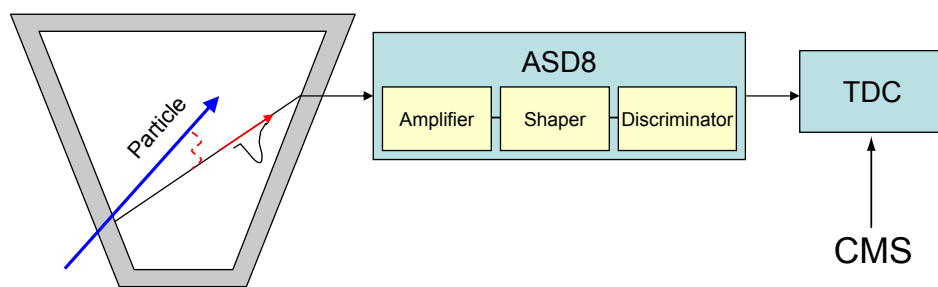 Particle
ASD8
Amplifier
Shaper
Discriminator
TDC
CMS